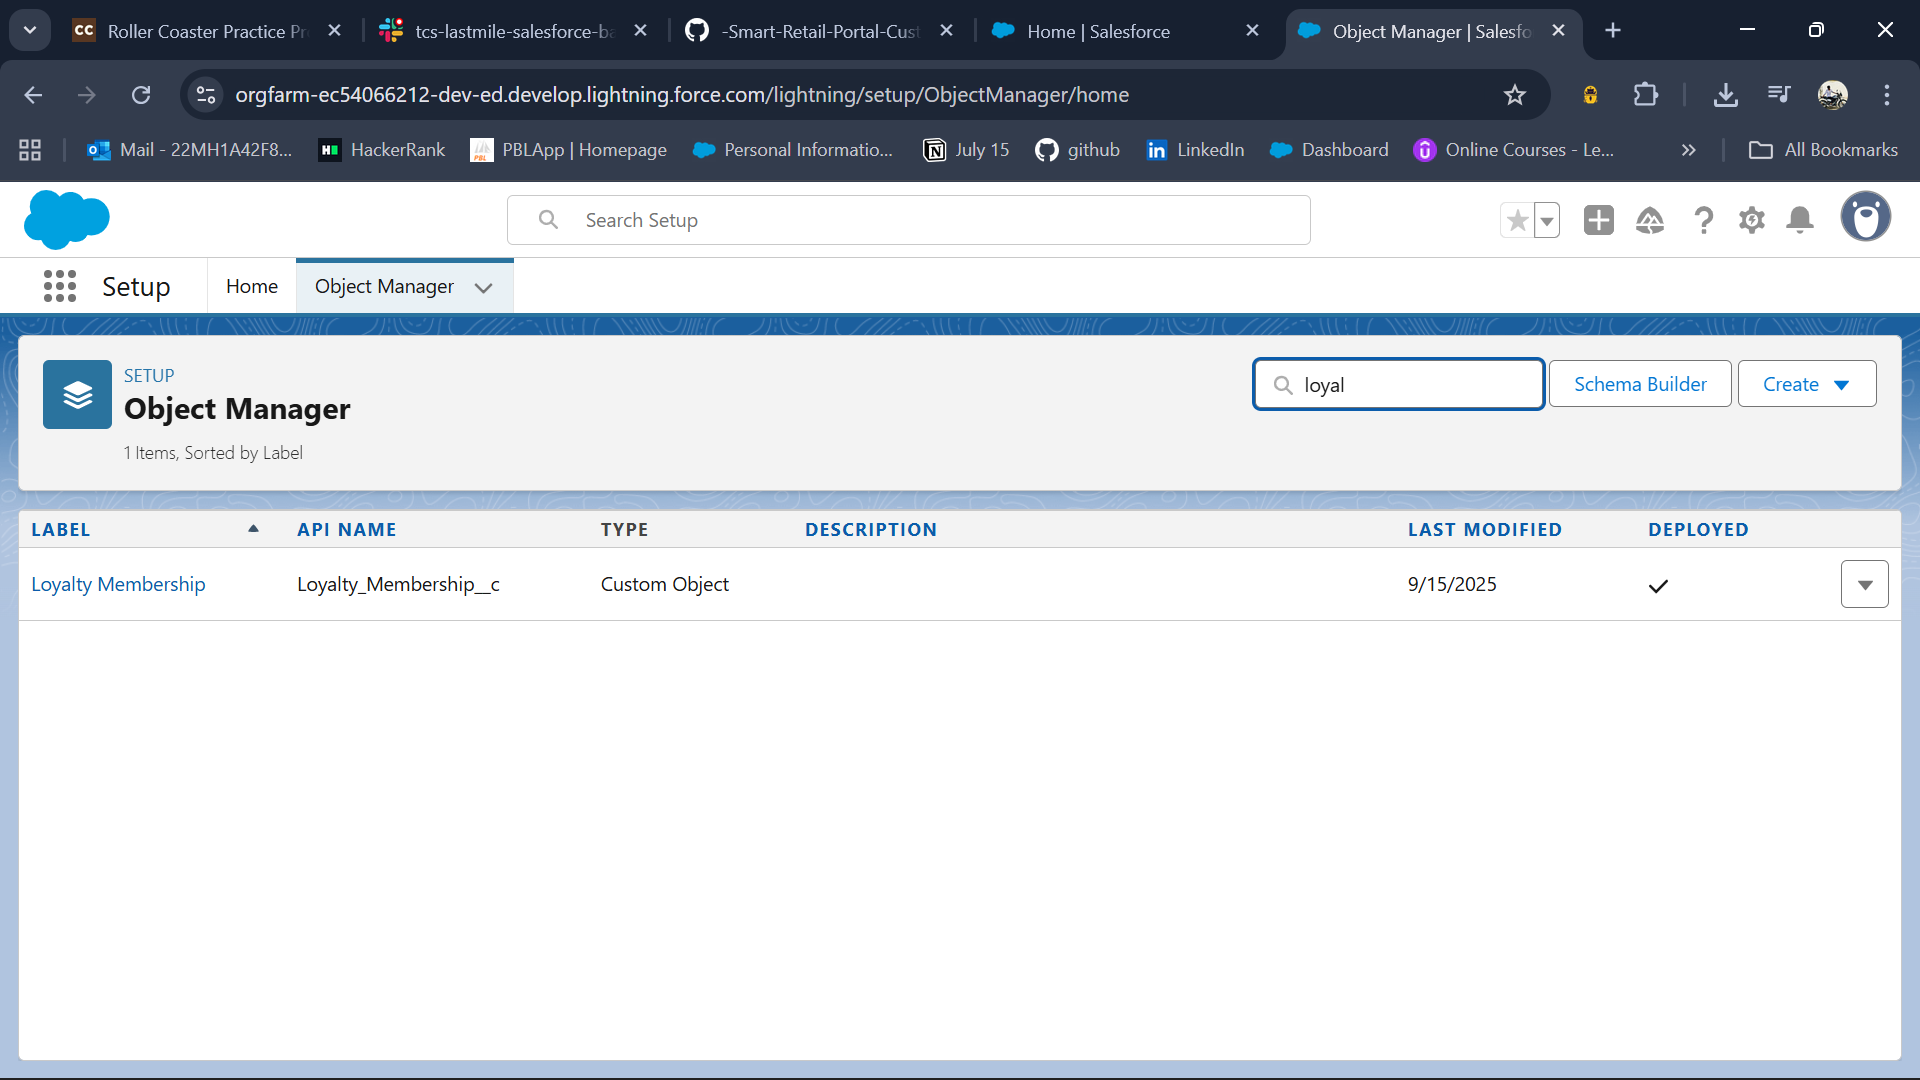 CC Roller Coaster Practice Pr
tcs-lastmile-salesforce-ba
-Smart-Retail-Portal-Cust
Home | Salesforce
Object Manager | Salesfo
orgfarm-ec54066212-dev-ed.develop.lightning.force.com/lightning/setup/ObjectManager/home
Mail - 22MH1A42F8...
HackerRank
PBLApp | Homepage
Personal Informatio...
July 15
github
LinkedIn
Dashboard
Online Courses - Le...
All Bookmarks
Search Setup
Setup
Home
Object Manager
SETUP
Object Manager
1 Items, Sorted by Label
loyal
Schema Builder
Create
LABEL API NAME TYPE DESCRIPTION LAST MODIFIED DEPLOYED
Loyalty Membership Loyalty_Membership__c Custom Object 9/15/2025